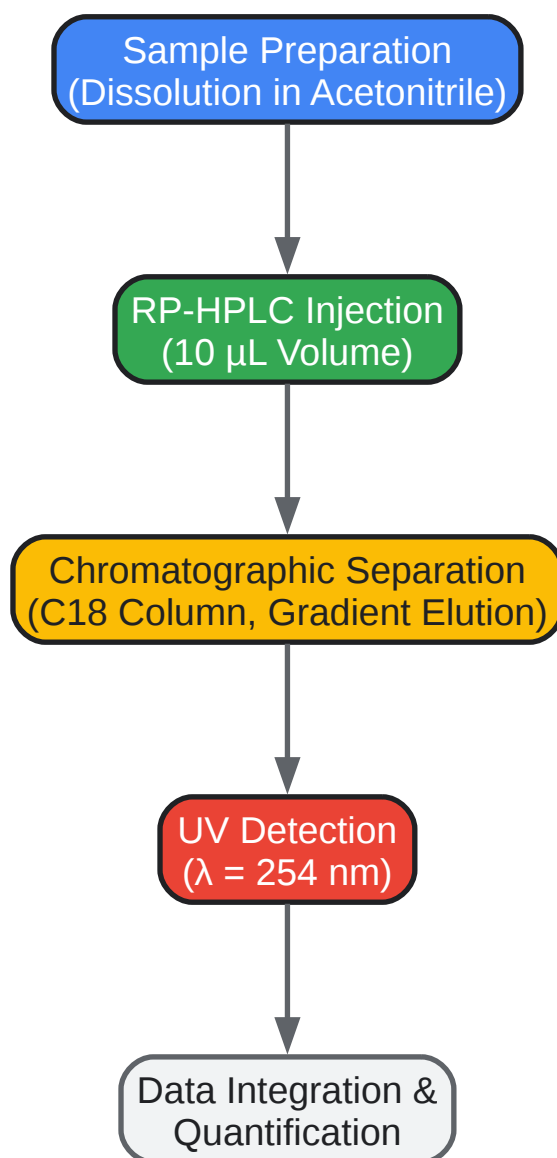 Sample Preparation
(Dissolution in Acetonitrile)
RP-HPLC Injection
(10 µL Volume)
Chromatographic Separation
(C18 Column, Gradient Elution)
UV Detection
(λ = 254 nm)
Data Integration &
Quantification